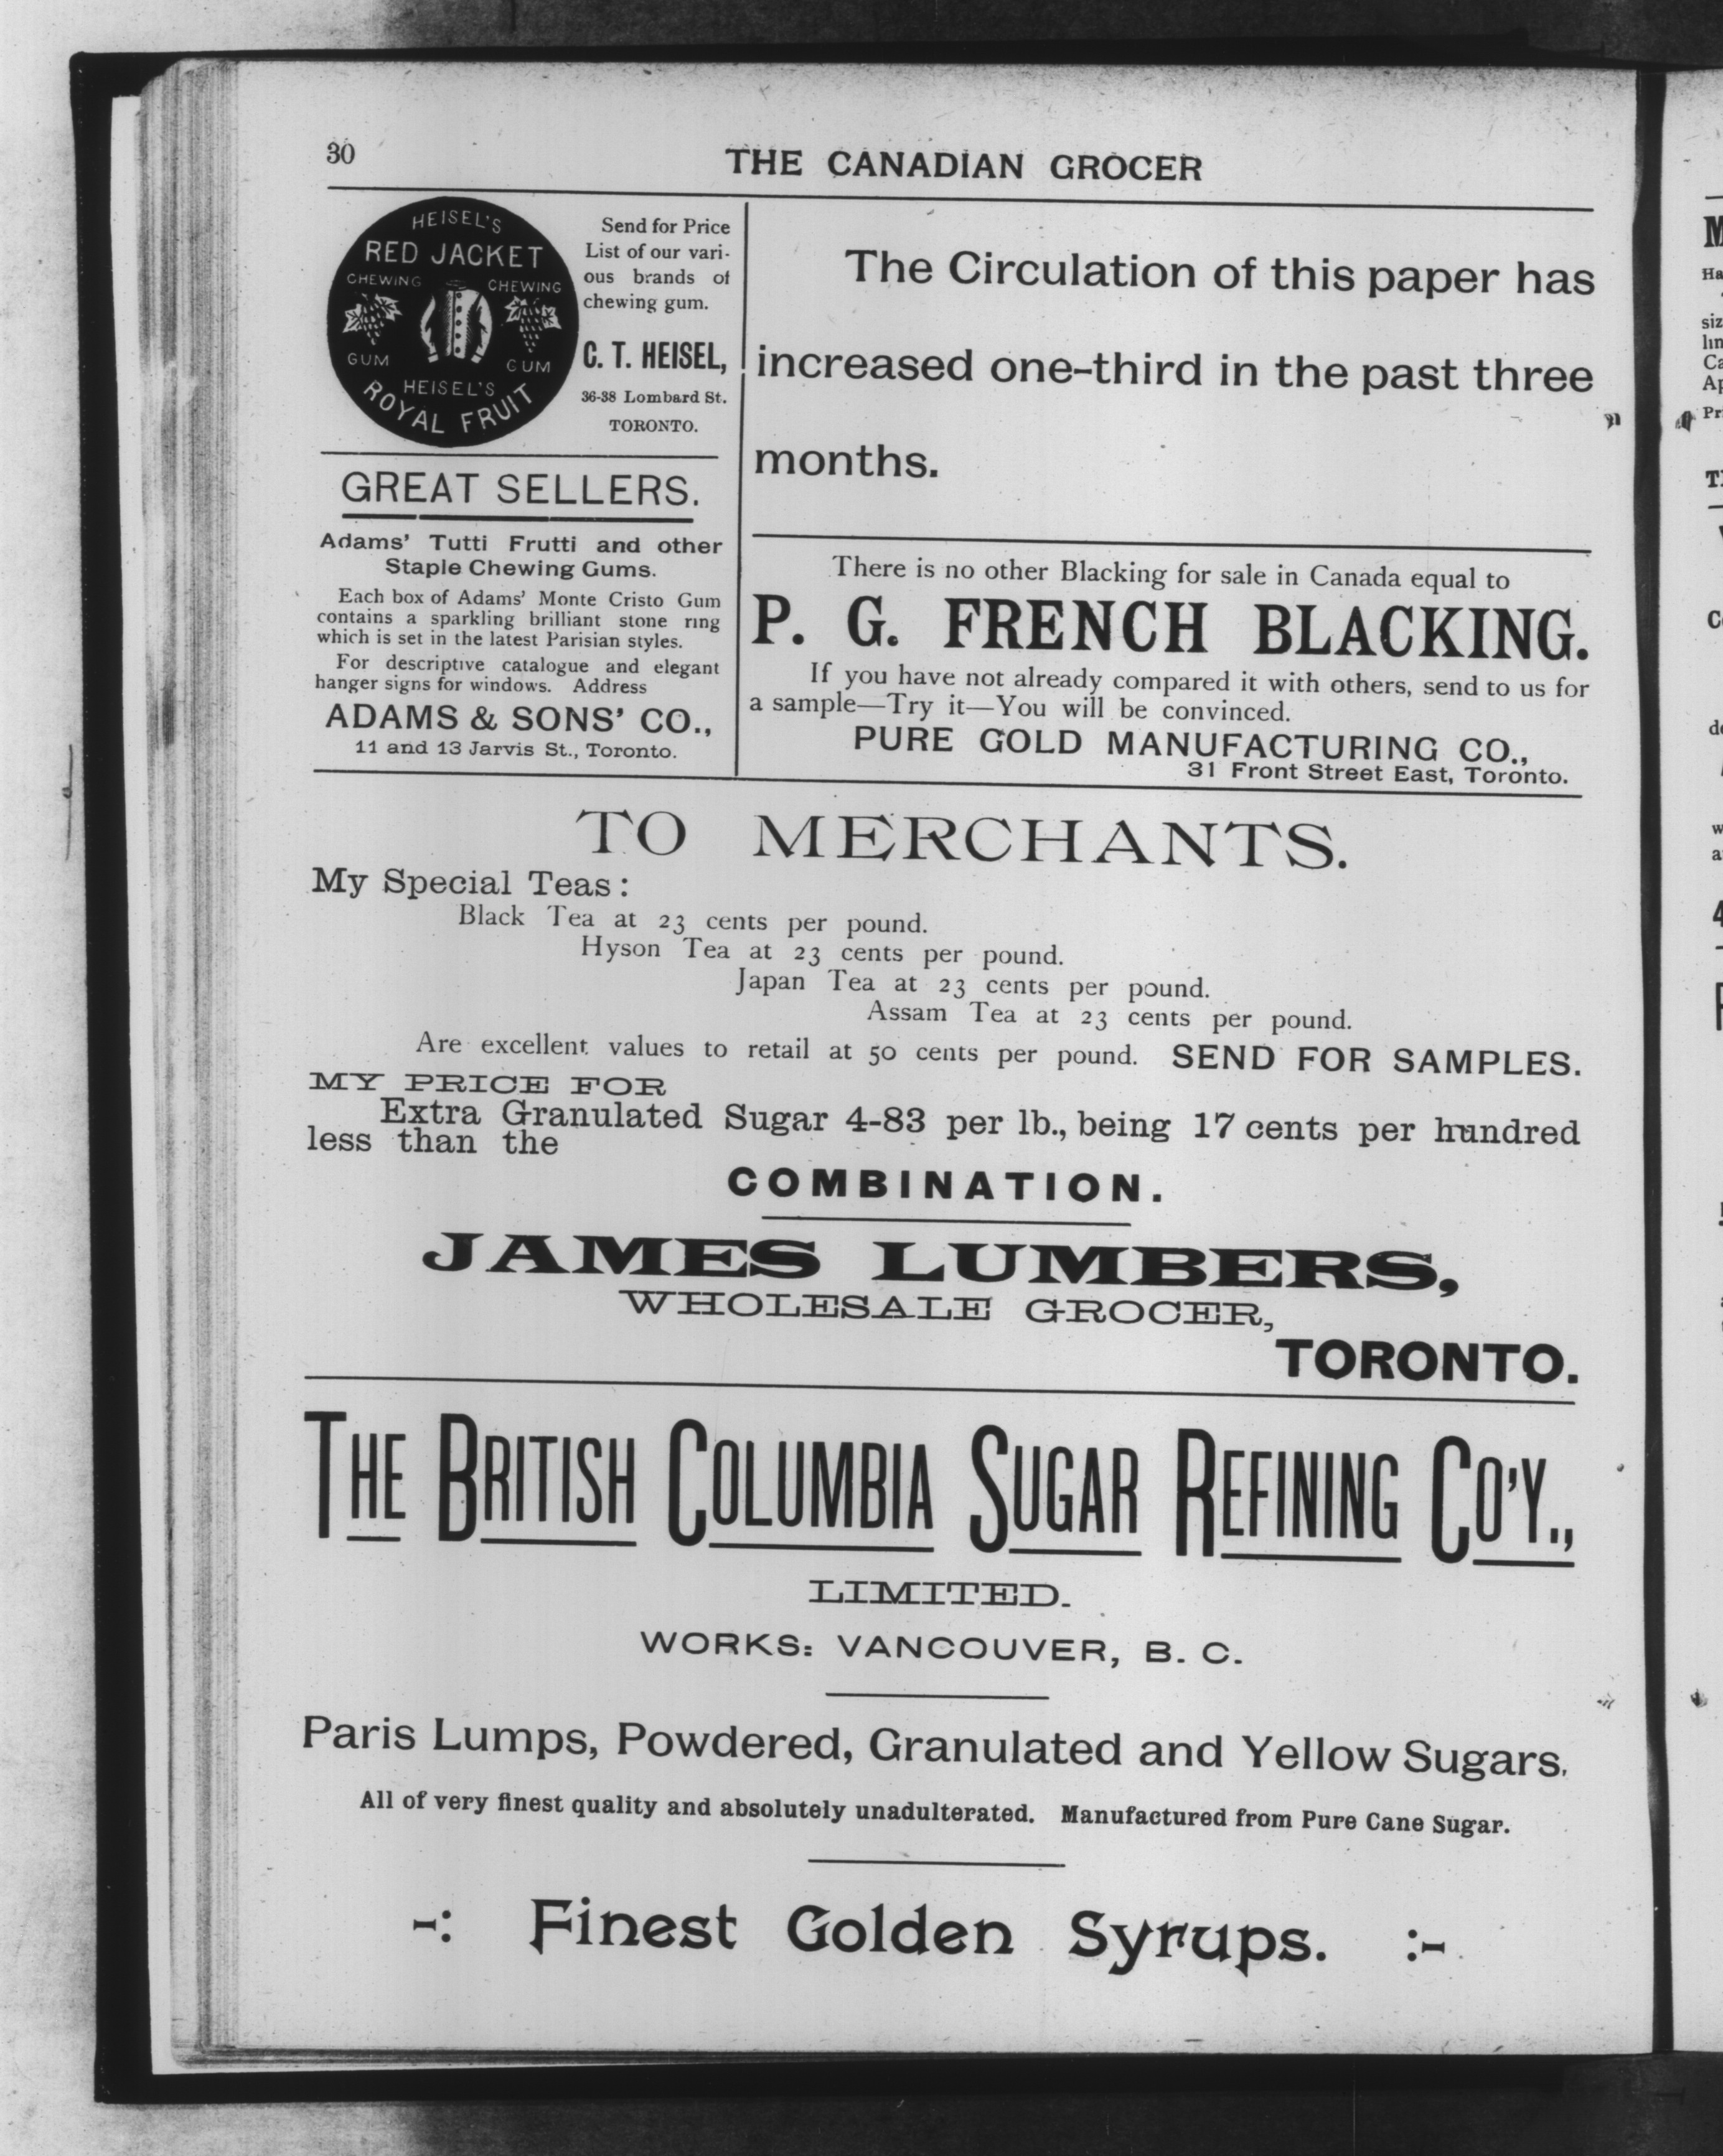 30
THE CANADIAN GROCER
HEISEL'S
RED JACKET
CHEWING CHEWING
GUM GUM
HEISEL'S
ROYAL FRUIT
Send for Price
List of our vari-
ous brands of
chewing gum.
C. T. HEISEL,
36-38 Lombard St.
TORONTO.
GREAT SELLERS.
Adams' Tutti Frutti and other
Staple Chewing Gums.
Each box of Adams' Monte Cristo Gum
contains a sparkling brilliant stone ring
which is set in the latest Parisian styles.
For descriptive catalogue and elegant
hanger signs for windows. Address
ADAMS & SONS' CO.,
11 and 13 Jarvis St., Toronto.
The Circulation of this paper has
increased one-third in the past three
months.
There is no other Blacking for sale in Canada equal to
P. G. FRENCH BLACKING.
If you have not already compared it with others, send to us for
a sample—Try it—You will be convinced.
PURE GOLD MANUFACTURING CO.,
31 Front Street East, Toronto.
TO MERCHANTS.
My Special Teas:
Black Tea at 23 cents per pound.
Hyson Tea at 23 cents per pound.
Japan Tea at 23 cents per pound.
Assam Tea at 23 cents per pound.
Are excellent values to retail at 50 cents per pound. SEND FOR SAMPLES.
MY PRICE FOR
Extra Granulated Sugar 4-83 per lb., being 17 cents per hundred
less than the
COMBINATION.
JAMES LUMBERS,
WHOLESALE GROCER,
TORONTO.
THE BRITISH COLUMBIA SUGAR REFINING CO'Y.,
LIMITED.
WORKS: VANCOUVER, B. C.
Paris Lumps, Powdered, Granulated and Yellow Sugars.
All of very finest quality and absolutely unadulterated. Manufactured from Pure Cane Sugar.
-: Finest Golden Syrups. :-